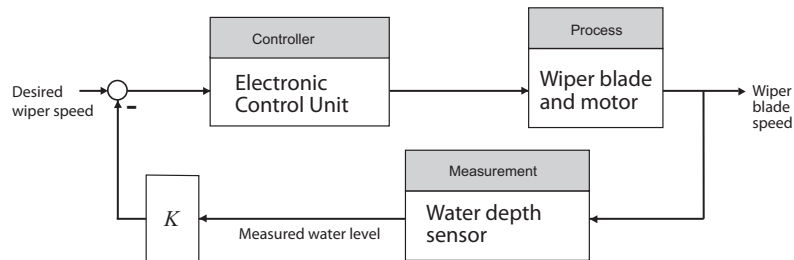 Controller
Process
Desired
wiper speed
-
Electronic
Control Unit
Wiper blade
and motor
Wiper
blade
speed
Measurement
K
Measured water level
Water depth
sensor